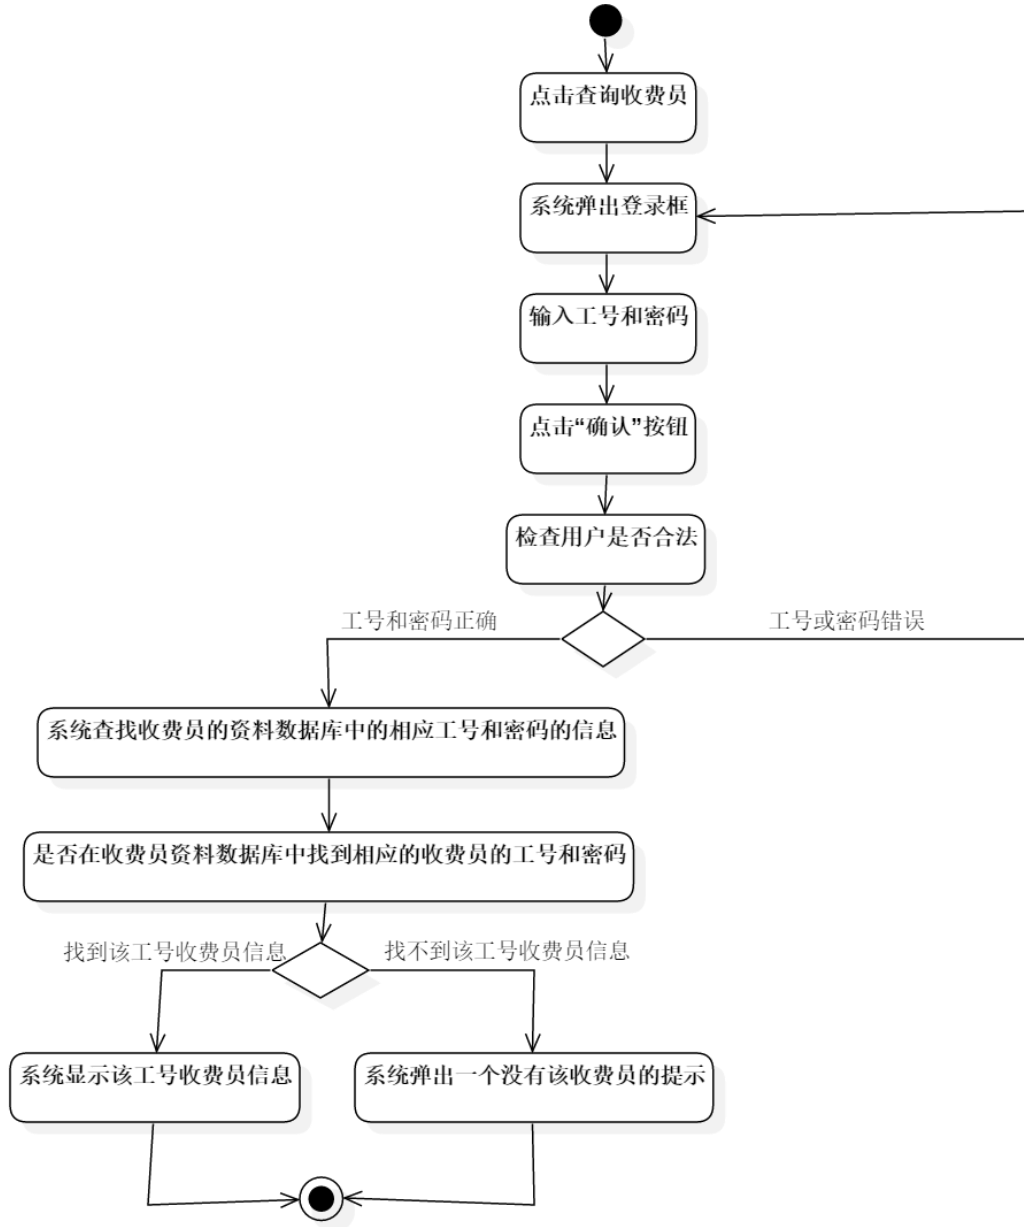 点击查询收费员
系统弹出登录框
输入工号和密码
点击“确认”按钮
检查用户是否合法
工号和密码正确
工号或密码错误
系统查找收费员的资料数据库中的相应工号和密码的信息
是否在收费员资料数据库中找到相应的收费员的工号和密码
找到该工号收费员信息
找不到该工号收费员信息
系统显示该工号收费员信息
系统弹出一个没有该收费员的提示